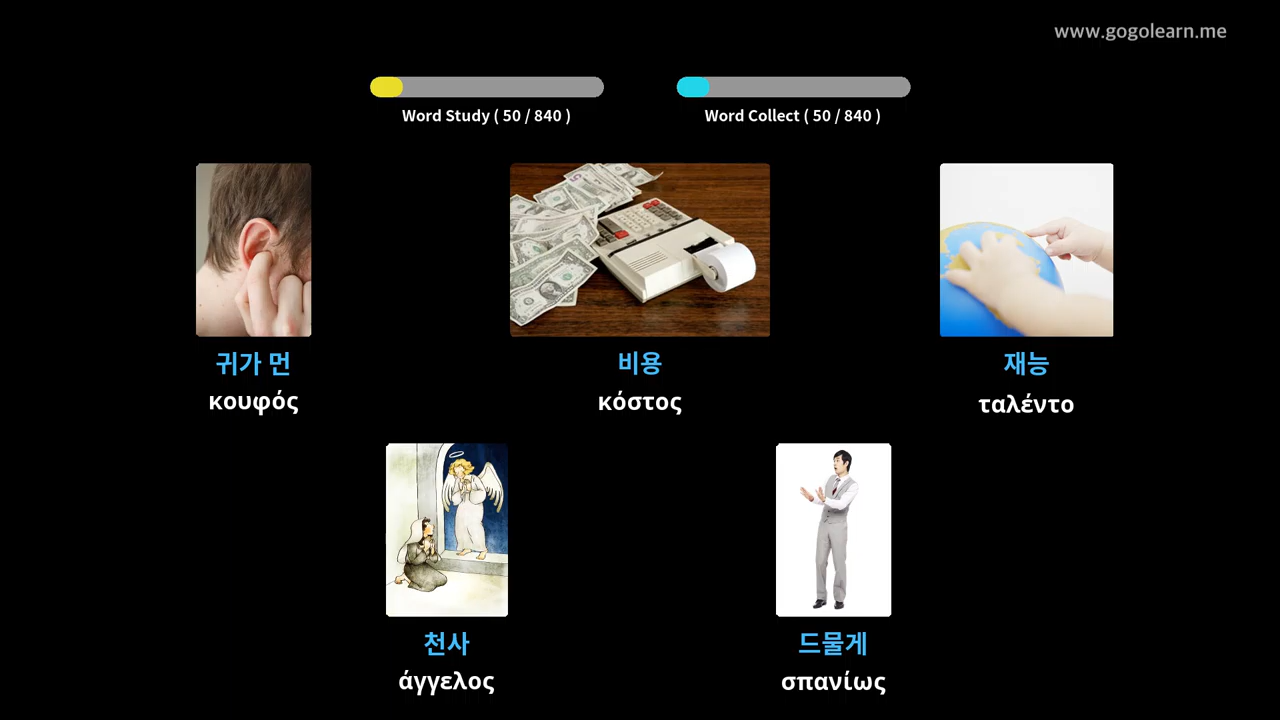 www.gogolearn.me
Word Study ( 50 / 840 )
Word Collect ( 50 / 840 )
귀가 먼
κουφός
비용
κόστος
재능
ταλέντο
천사
άγγελος
드물게
σπανίως